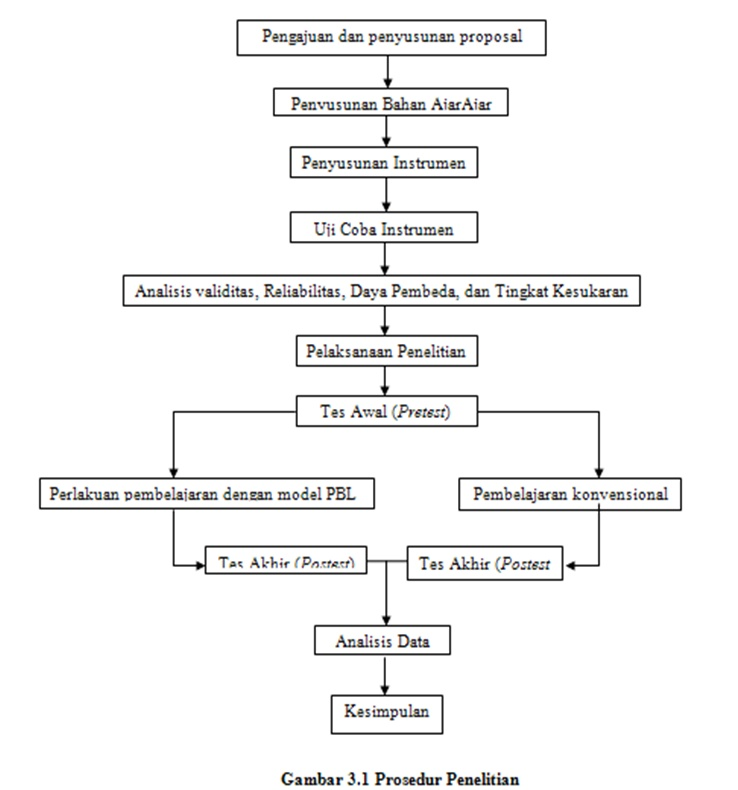 Pengajuan dan penyusunan proposal
Penyusunan Bahan AjarAjar
Penyusunan Instrumen
Uji Coba Instrumen
Analisis validitas, Reliabilitas, Daya Pembeda, dan Tingkat Kesukaran
Pelaksanaan Penelitian
Tes Awal (Pretest)
Perlakuan pembelajaran dengan model PBL
Pembelajaran konvensional
Tes Akhir (Postest)
Tes Akhir (Postest
Analisis Data
Kesimpulan
Gambar 3.1 Prosedur Penelitian